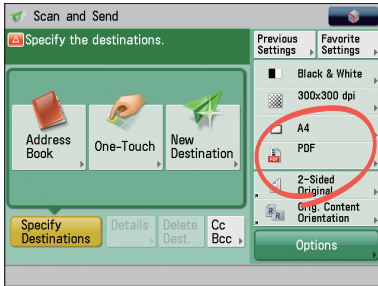 Scan and Send
Specify the destinations.
Previous Settings
Favorite Settings
Black & White
300x300 dpi
A4
PDF
2-Sided Original
Orig. Content Orientation
Options
Address Book
One-Touch
New Destination
Specify Destinations
Details
Delete Dest.
Cc Bcc